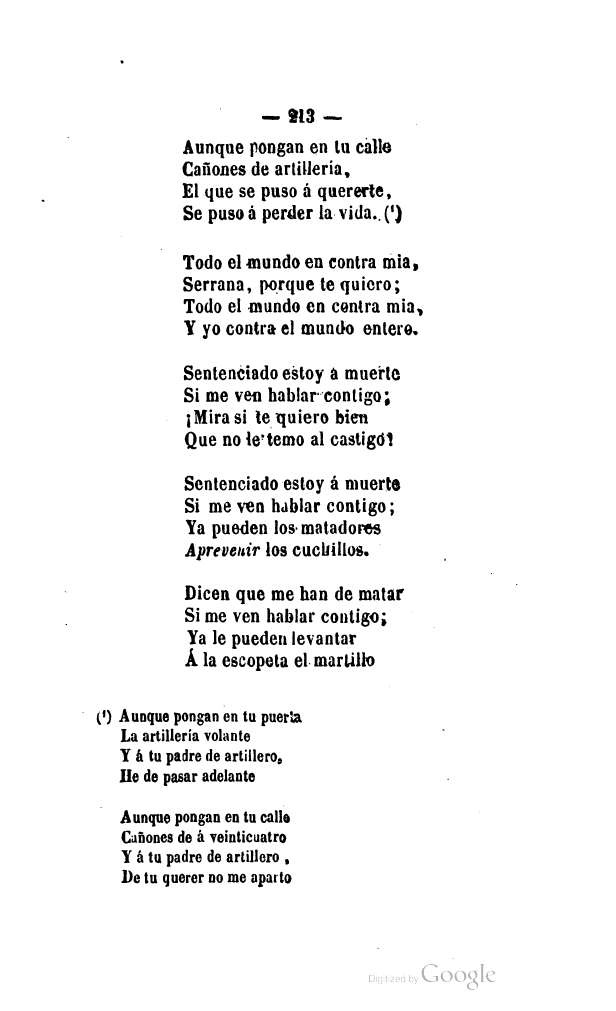 — 213 —
Aunque pongan en tu calle
Cañones de artillería,
El que se puso á quererte,
Se puso á perder la vida. (¹)
Todo el mundo en contra mia,
Serrana, porque te quiero;
Todo el mundo en contra mia,
Y yo contra el mundo entero.
Sentenciado estoy á muerte
Si me ven hablar contigo;
¡Mira si te quiero bien
Que no le temo al castigo!
Sentenciado estoy á muerte
Si me ven hablar contigo;
Ya pueden los matadores
Aprevenir los cuchillos.
Dicen que me han de matar
Si me ven hablar contigo;
Ya le pueden levantar
Á la escopeta el martillo
(¹) Aunque pongan en tu puerta
La artillería volante
Y á tu padre de artillero,
He de pasar adelante
Aunque pongan en tu calle
Cañones de á veinticuatro
Y á tu padre de artillero ,
De tu querer no me aparto
Digitized by Google